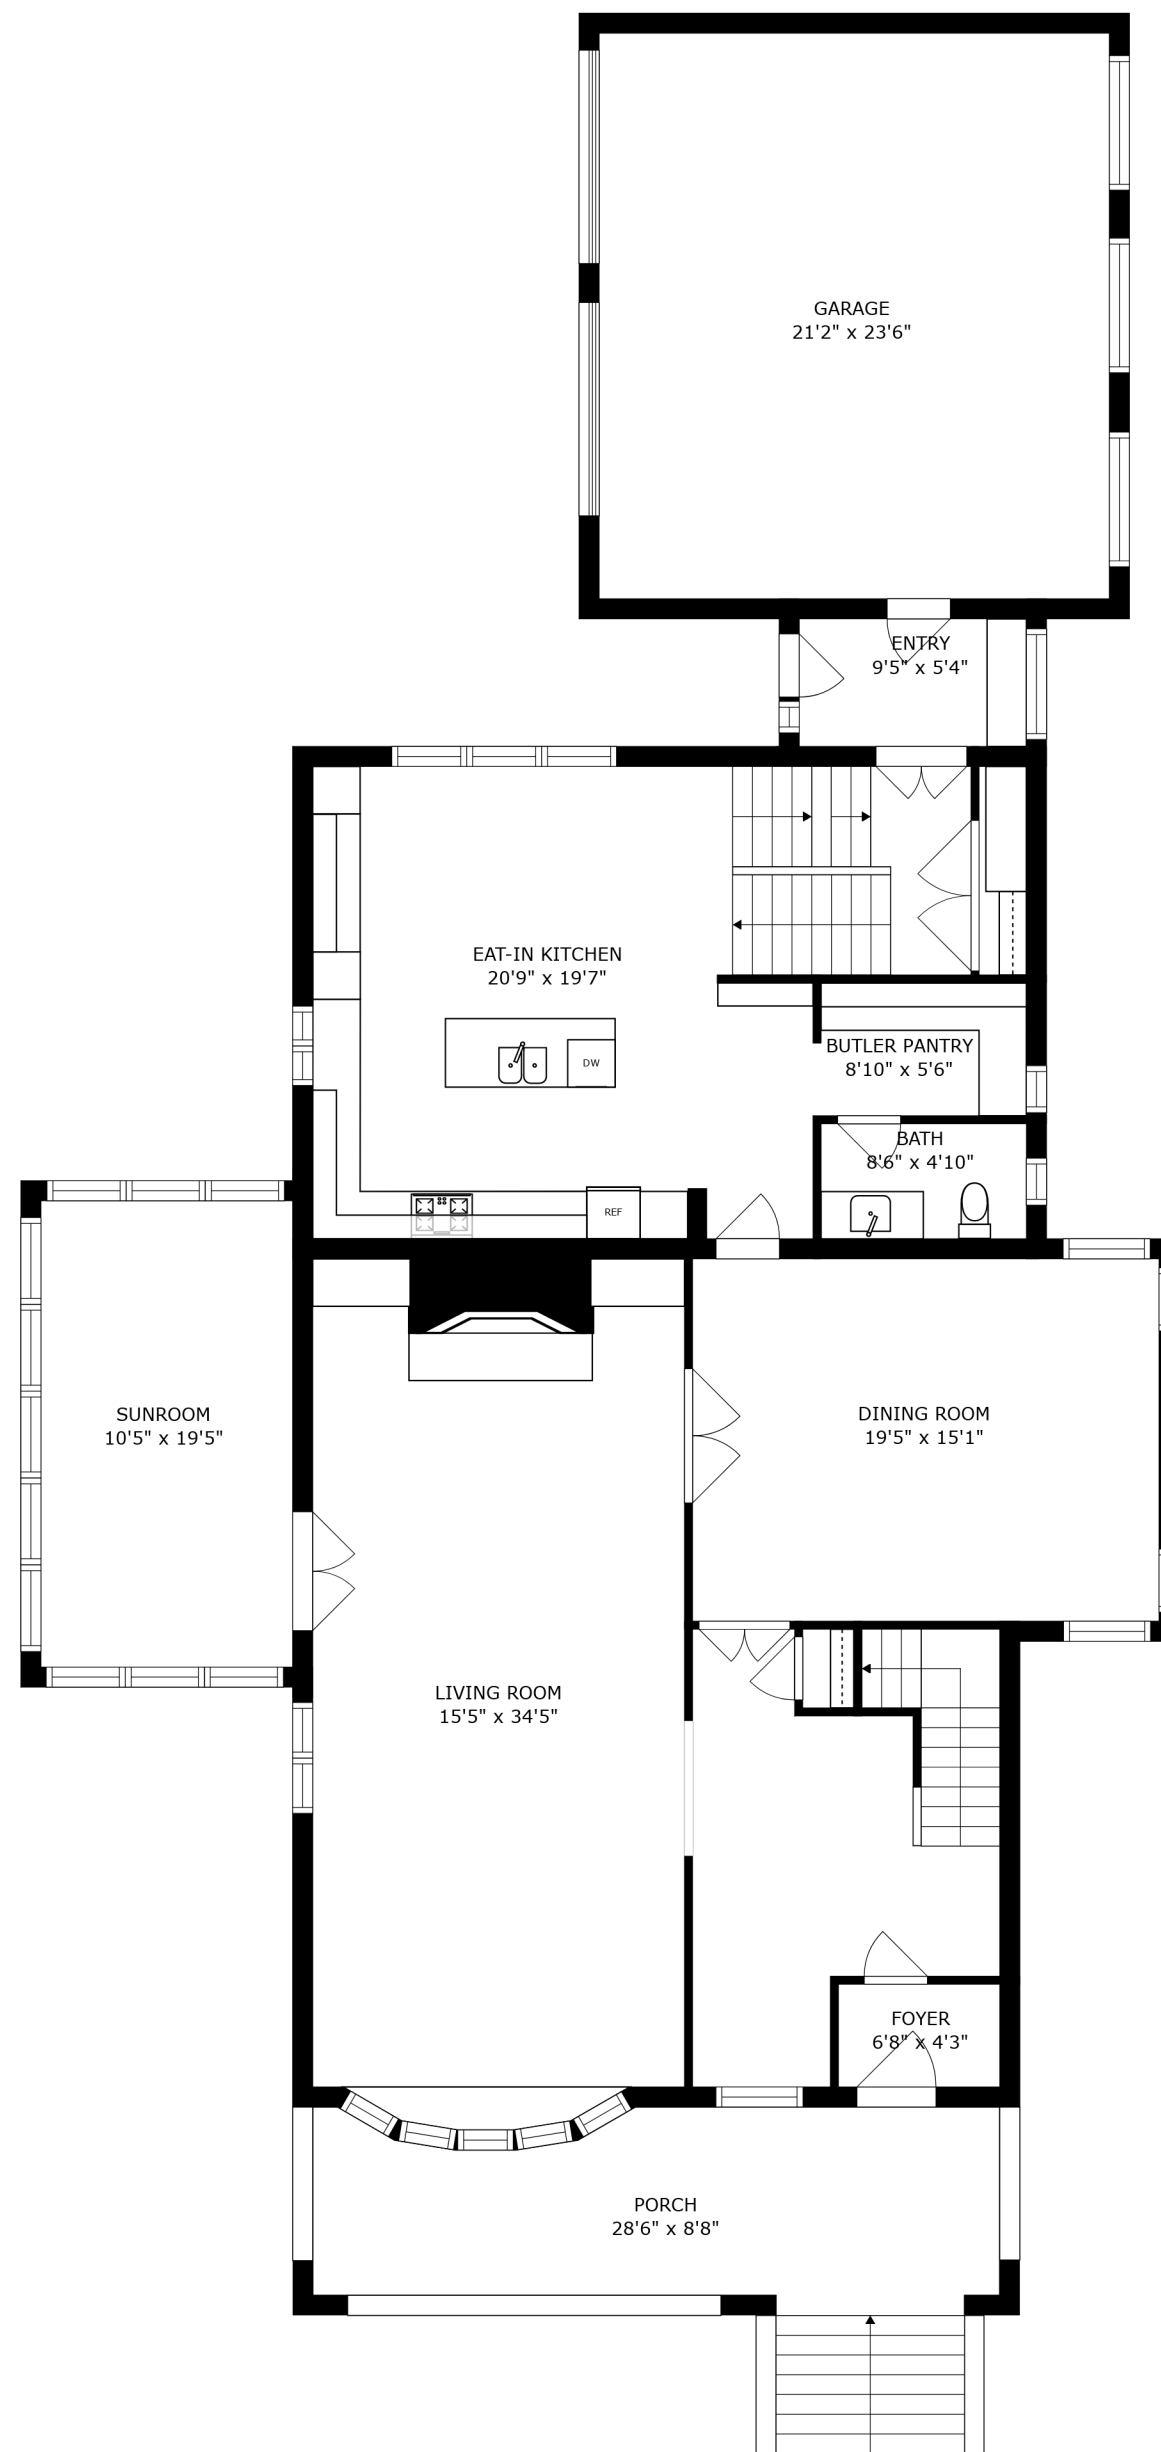 GARAGE
21'2" x 23'6"
ENTRY
9'5" x 5'4"
EAT-IN KITCHEN
20'9" x 19'7"
DW
BUTLER PANTRY
8'10" x 5'6"
BATH
8'6" x 4'10"
REF
SUNROOM
10'5" x 19'5"
DINING ROOM
19'5" x 15'1"
LIVING ROOM
15'5" x 34'5"
FOYER
6'8" x 4'3"
PORCH
28'6" x 8'8"